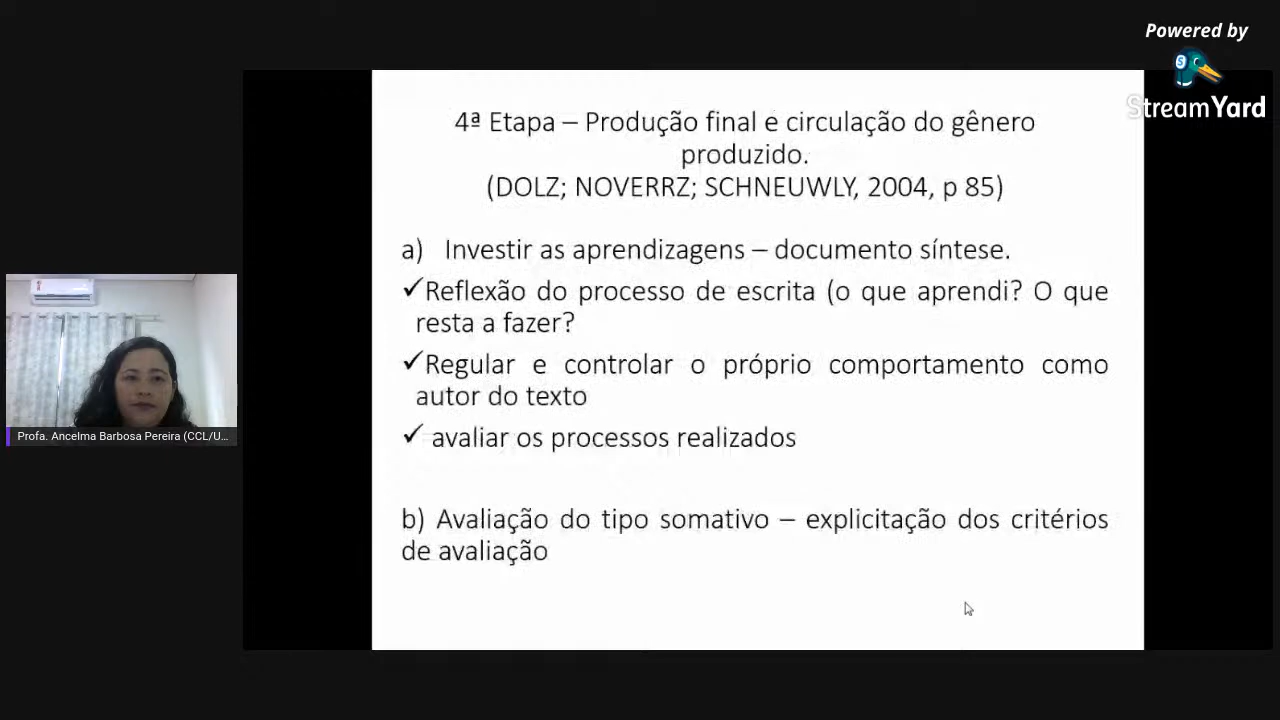 Powered by
StreamYard
4ª Etapa – Produção final e circulação do gênero
produzido.
(DOLZ; NOVERRZ; SCHNEUWLY, 2004, p 85)
a) Investir as aprendizagens – documento síntese.
✓Reflexão do processo de escrita (o que aprendi? O que
resta a fazer?
✓Regular e controlar o próprio comportamento como
autor do texto
✓ avaliar os processos realizados
b) Avaliação do tipo somativo – explicitação dos critérios
de avaliação
Profa. Ancelma Barbosa Pereira (CCL/U...